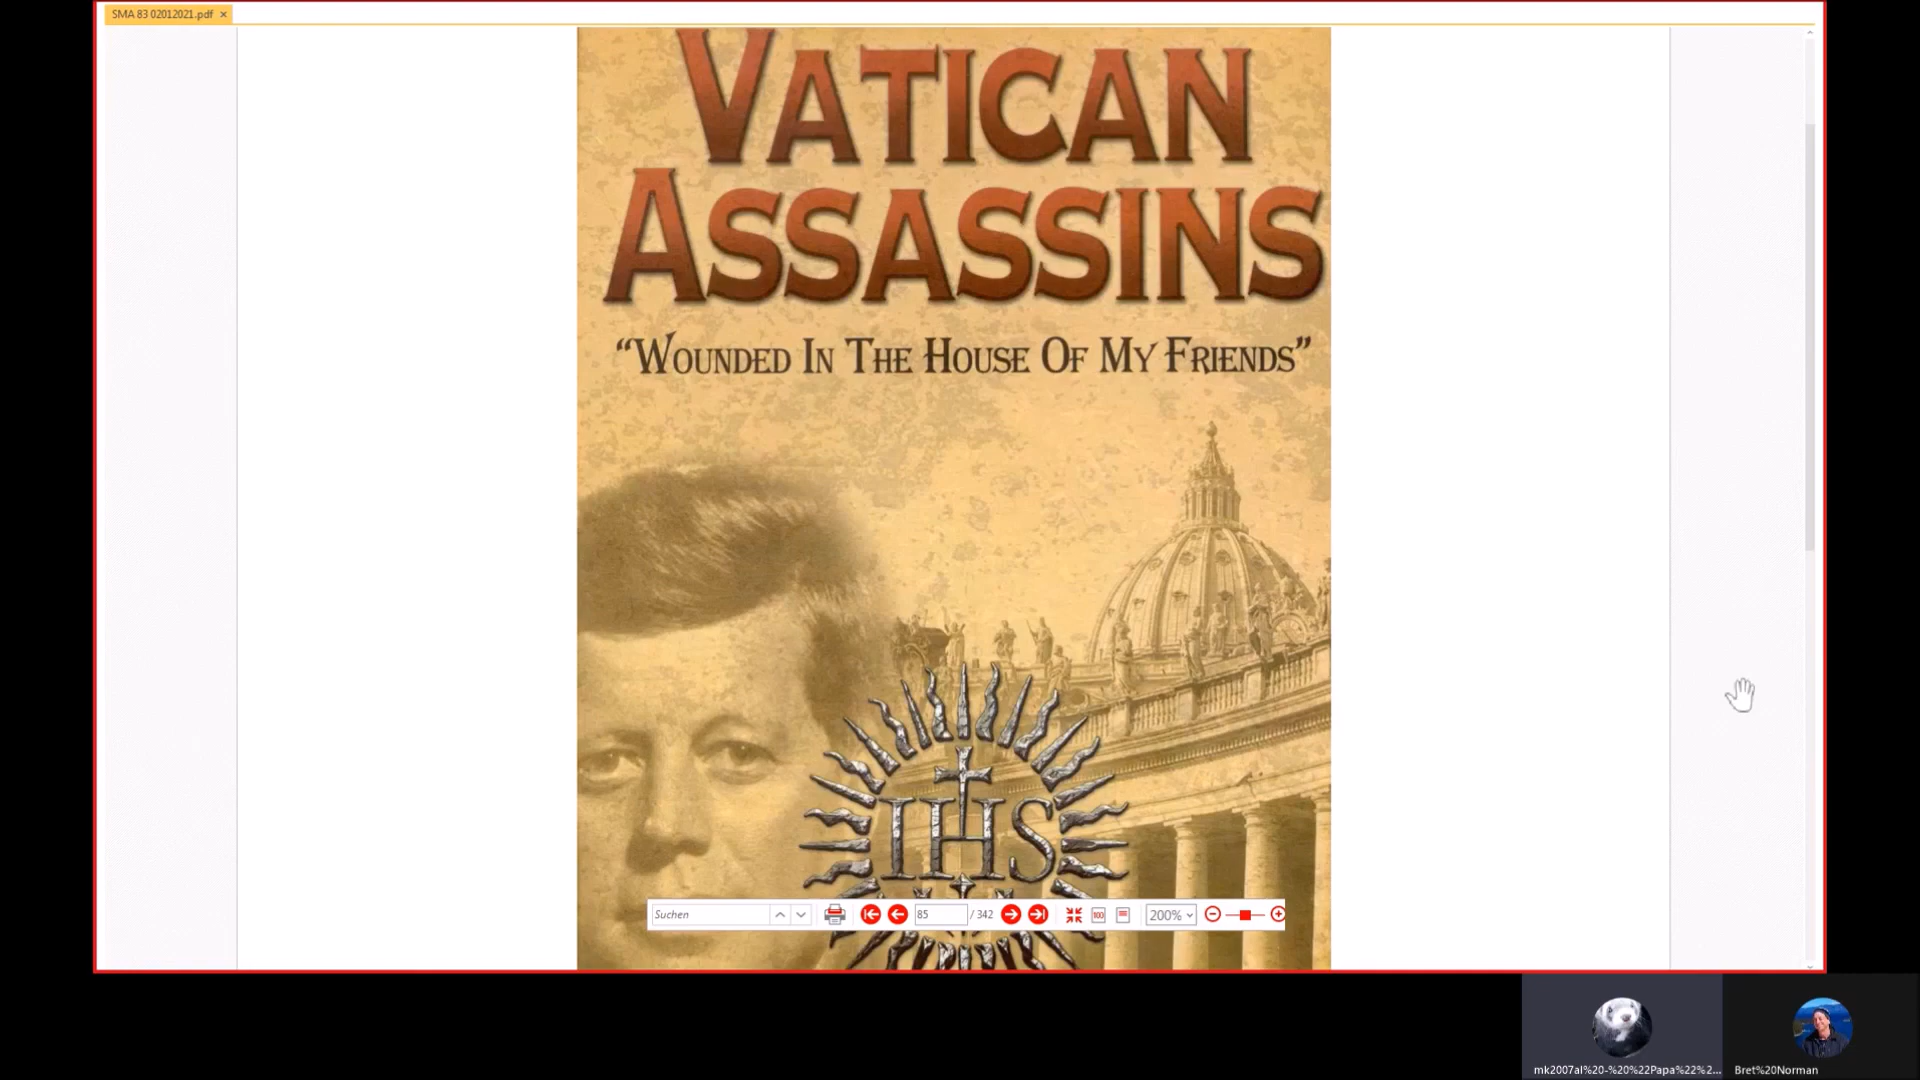 SMA 83 02012021.pdf
VATICAN
ASSASSINS
“WOUNDED IN THE HOUSE OF MY FRIENDS”
IHS
Suchen
85
/ 342
100
200%
mk2007al%20-%20%22Papa%22%2...
Bret%20Norman